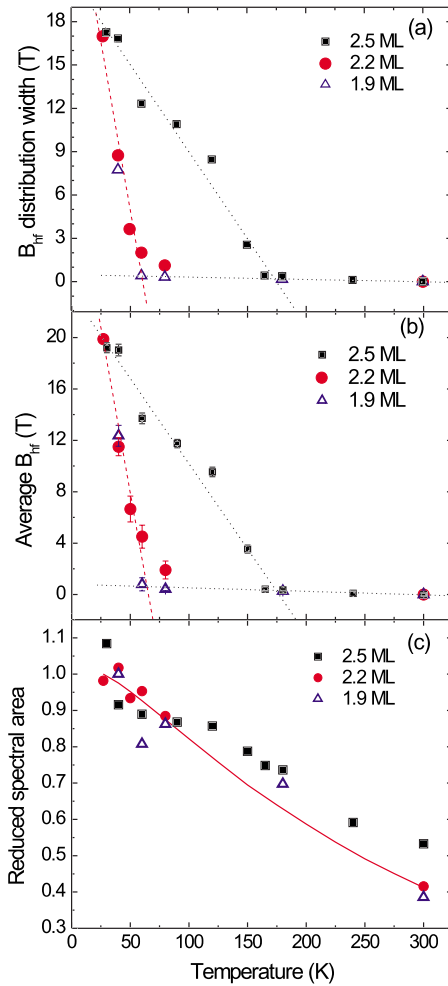 (a)
2.5 ML
2.2 ML
1.9 ML
B_hf distribution width (T)
18
15
12
9
6
3
0
(b)
2.5 ML
2.2 ML
1.9 ML
Average B_hf (T)
20
16
12
8
4
0
(c)
2.5 ML
2.2 ML
1.9 ML
Reduced spectral area
1.1
1.0
0.9
0.8
0.7
0.6
0.5
0.4
0.3
0 50 100 150 200 250 300
Temperature (K)